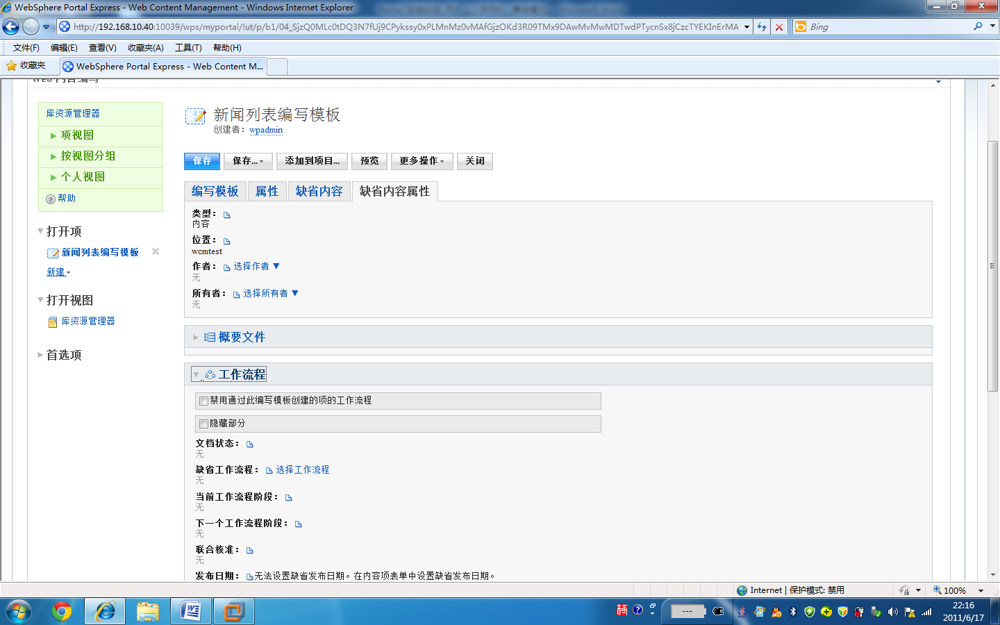 WebSphere Portal Express - Web Content Management - Windows Internet Explorer
http://192.168.10.40:10039/wps/myportal/!ut/p/b1/04_SjzQ0MLc0tDQ3N7fUj9CPykssy0xPLMnMz0vMAfGjzOKd3R09TMx9DAwMvMwMDTwdPTycnSx8jCzcTYEKInErMA
Bing
文件(F) 编辑(E) 查看(V) 收藏夹(A) 工具(T) 帮助(H)
收藏夹
WebSphere Portal Express - Web Content M...
Web 内容编写
库资源管理器
项视图
按视图分组
个人视图
帮助
打开项
新闻列表编写模板
新建
打开视图
库资源管理器
首选项
新闻列表编写模板
创建者： wpadmin
保存 保存... 添加到项目... 预览 更多操作 关闭
编写模板 属性 缺省内容 缺省内容属性
类型：
内容
位置：
wcmtest
作者： 选择作者
无
所有者： 选择所有者
无
概要文件
工作流程
禁用通过此编写模板创建的项的工作流程
隐藏部分
文档状态：
无
缺省工作流程： 选择工作流程
无
当前工作流程阶段：
无
下一个工作流程阶段：
无
联合核准：
无
发布日期： 无法设置缺省发布日期。在内容项表单中设置缺省发布日期。
Internet | 保护模式: 禁用
100%
---
22:16
2011/6/17